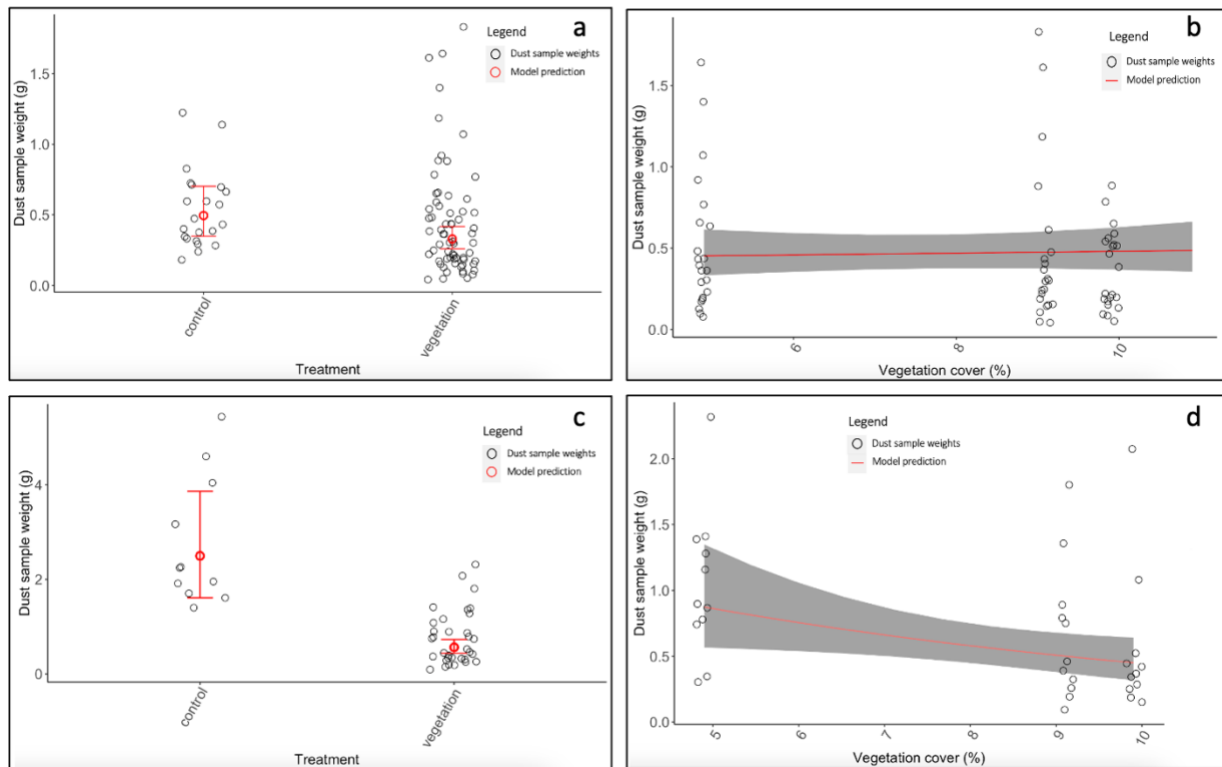 a
Legend
Dust sample weights
Model prediction
Dust sample weight (g)
1.5
1.0
0.5
0.0
control
vegetation
Treatment
b
Legend
Dust sample weights
Model prediction
Dust sample weight (g)
1.5
1.0
0.5
0.0
6
8
10
Vegetation cover (%)
c
Legend
Dust sample weights
Model prediction
Dust sample weight (g)
4
2
0
control
vegetation
Treatment
d
Legend
Dust sample weights
Model prediction
Dust sample weight (g)
2.0
1.5
1.0
0.5
0.0
5
6
7
8
9
10
Vegetation cover (%)